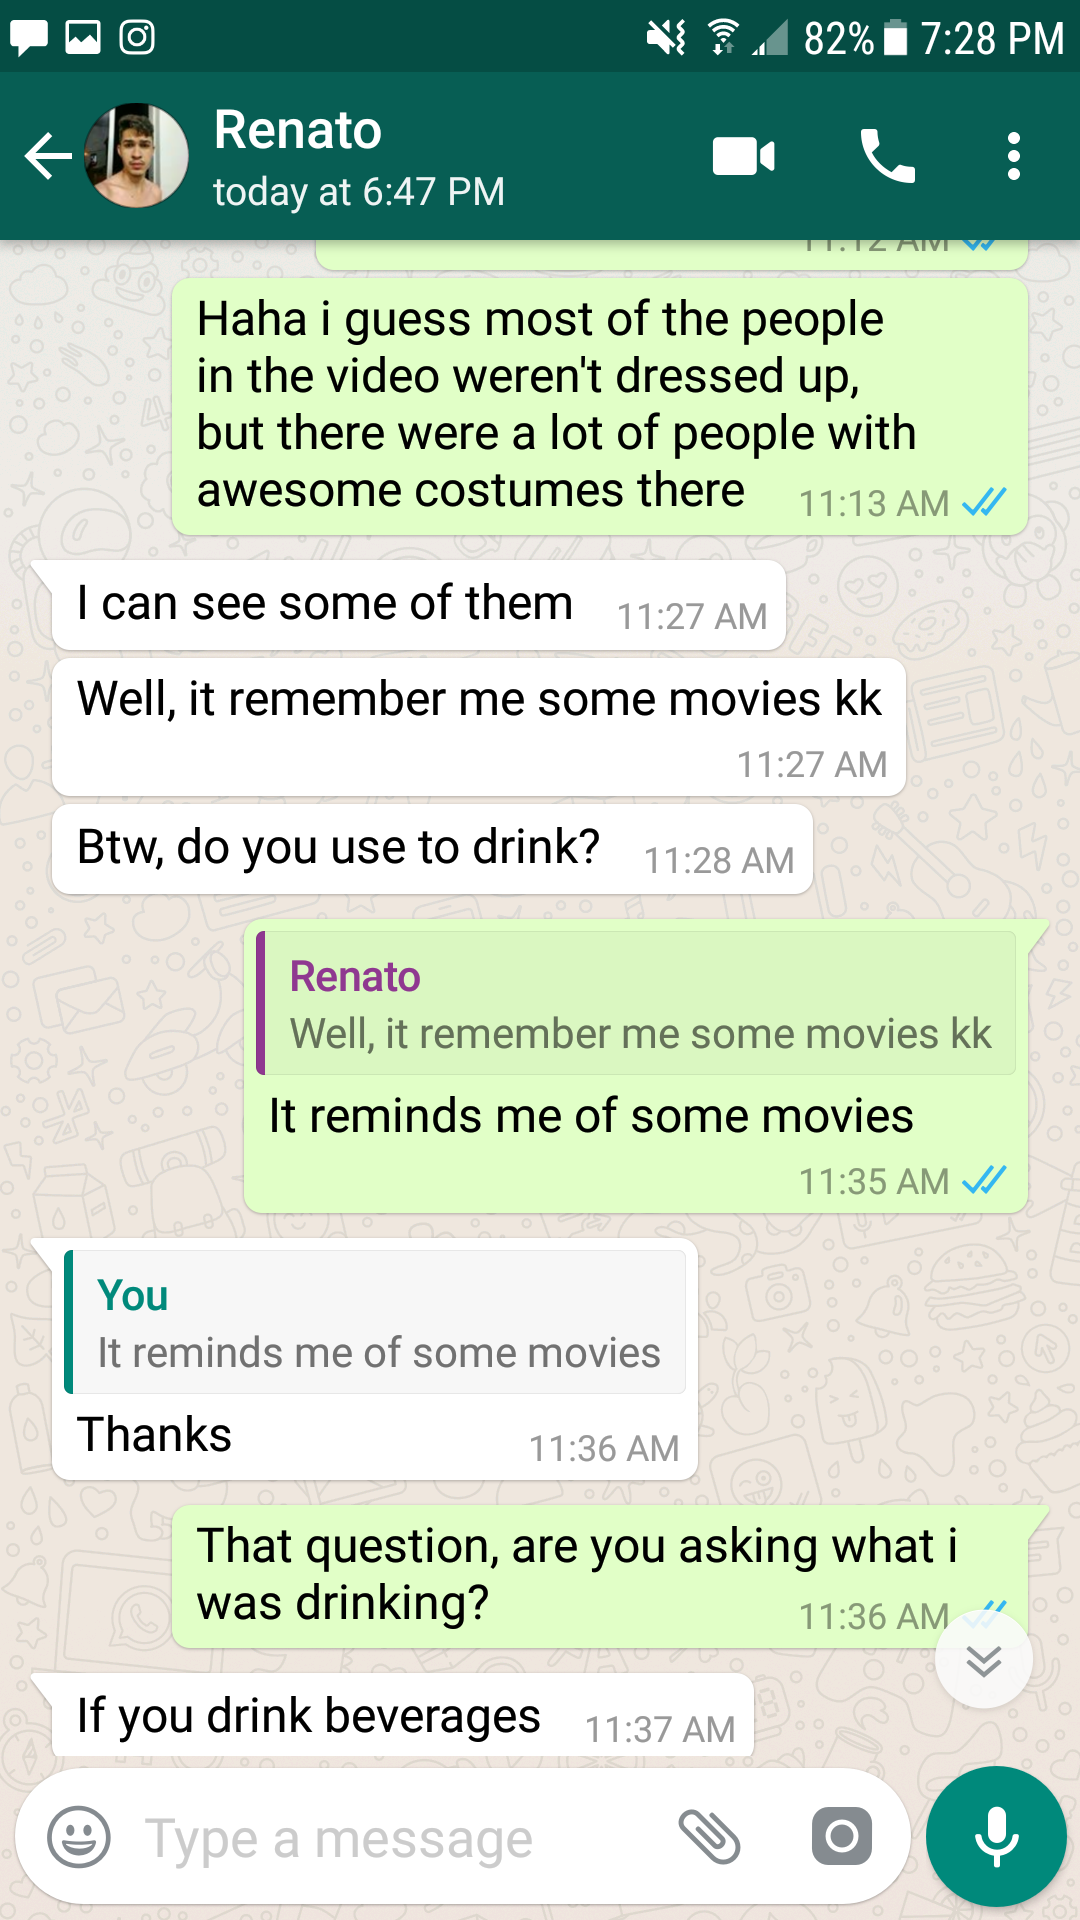 82% 7:28 PM
Renato
today at 6:47 PM
11:12 AM
Haha i guess most of the people
in the video weren't dressed up,
but there were a lot of people with
awesome costumes there 11:13 AM
I can see some of them 11:27 AM
Well, it remember me some movies kk
11:27 AM
Btw, do you use to drink? 11:28 AM
Renato
Well, it remember me some movies kk
It reminds me of some movies
11:35 AM
You
It reminds me of some movies
Thanks 11:36 AM
That question, are you asking what i
was drinking? 11:36 AM
If you drink beverages 11:37 AM
Type a message